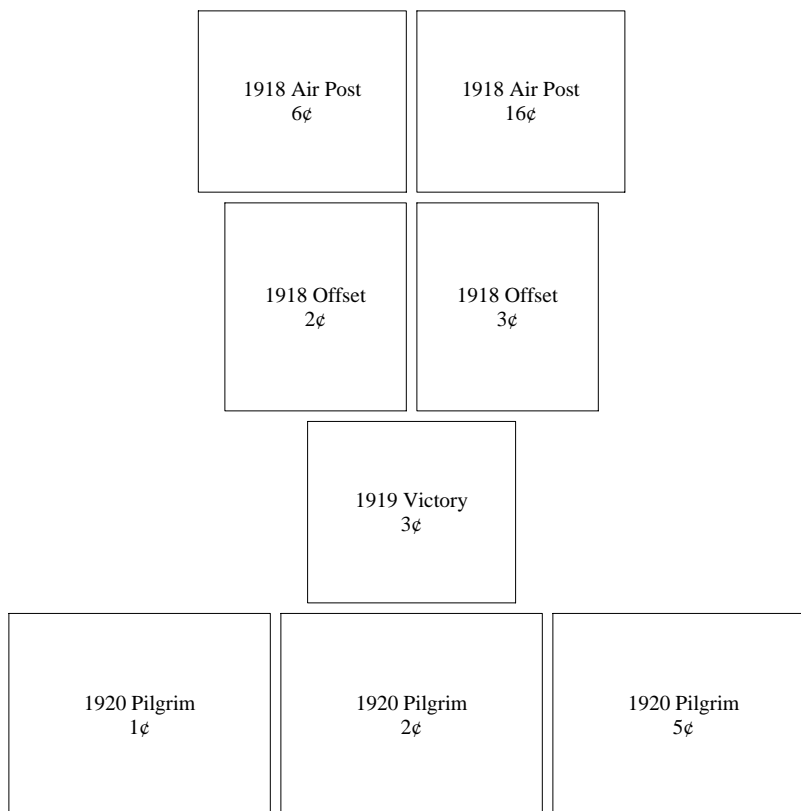 1918 Air Post
6¢
1918 Air Post
16¢
1918 Offset
2¢
1918 Offset
3¢
1919 Victory
3¢
1920 Pilgrim
1¢
1920 Pilgrim
2¢
1920 Pilgrim
5¢